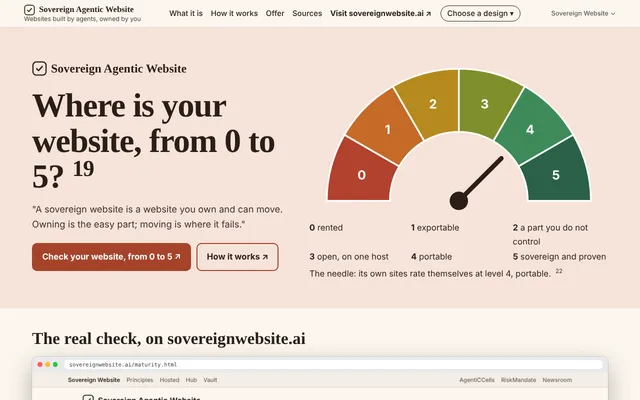 Sovereign Agentic Website
Websites built by agents, owned by you
What it is
How it works
Offer
Sources
Visit sovereignwebsite.ai ↗
Choose a design ▾
Sovereign Website
Sovereign Agentic Website
Where is your
website, from 0 to
5? 19
"A sovereign website is a website you own and can move.
Owning is the easy part; moving is where it fails."
Check your website, from 0 to 5 ↗
How it works ↗
0
1
2
3
4
5
0 rented
1 exportable
2 a part you do not
control
3 open, on one host
4 portable
5 sovereign and proven
The needle: its own sites rate themselves at level 4, portable. 22
The real check, on sovereignwebsite.ai
sovereignwebsite.ai/maturity.html
Sovereign Website
Principles
Hosted
Hub
Vault
AgentiCCells
RiskMandate
Newsroom